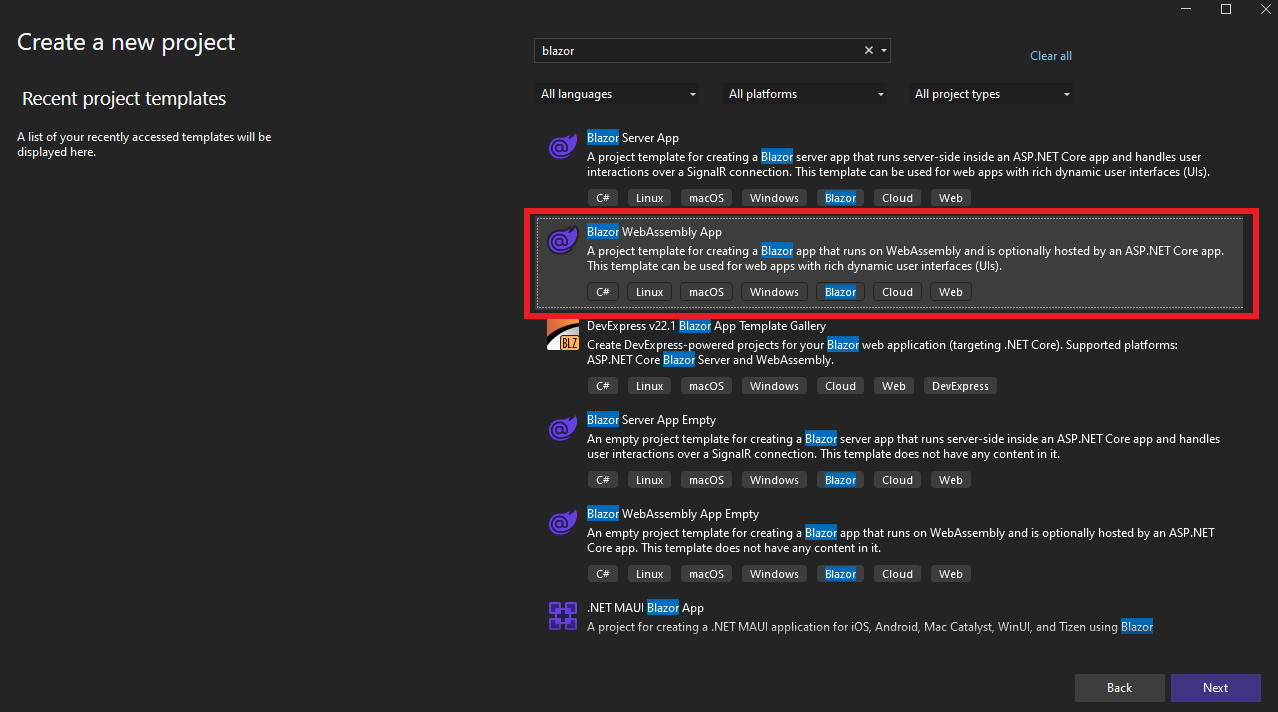 Create a new project
Recent project templates
A list of your recently accessed templates will be
displayed here.
blazor
Clear all
All languages
All platforms
All project types
Blazor Server App
A project template for creating a Blazor server app that runs server-side inside an ASP.NET Core app and handles user
interactions over a SignalR connection. This template can be used for web apps with rich dynamic user interfaces (UIs).
C# Linux macOS Windows Blazor Cloud Web
Blazor WebAssembly App
A project template for creating a Blazor app that runs on WebAssembly and is optionally hosted by an ASP.NET Core app.
This template can be used for web apps with rich dynamic user interfaces (UIs).
C# Linux macOS Windows Blazor Cloud Web
BLZ
DevExpress v22.1 Blazor App Template Gallery
Create DevExpress-powered projects for your Blazor web application (targeting .NET Core). Supported platforms:
ASP.NET Core Blazor Server and WebAssembly.
C# Linux macOS Windows Cloud Web DevExpress
Blazor Server App Empty
An empty project template for creating a Blazor server app that runs server-side inside an ASP.NET Core app and handles
user interactions over a SignalR connection. This template does not have any content in it.
C# Linux macOS Windows Blazor Cloud Web
Blazor WebAssembly App Empty
An empty project template for creating a Blazor app that runs on WebAssembly and is optionally hosted by an ASP.NET
Core app. This template does not have any content in it.
C# Linux macOS Windows Blazor Cloud Web
.NET MAUI Blazor App
A project for creating a .NET MAUI application for iOS, Android, Mac Catalyst, WinUI, and Tizen using Blazor
Back
Next